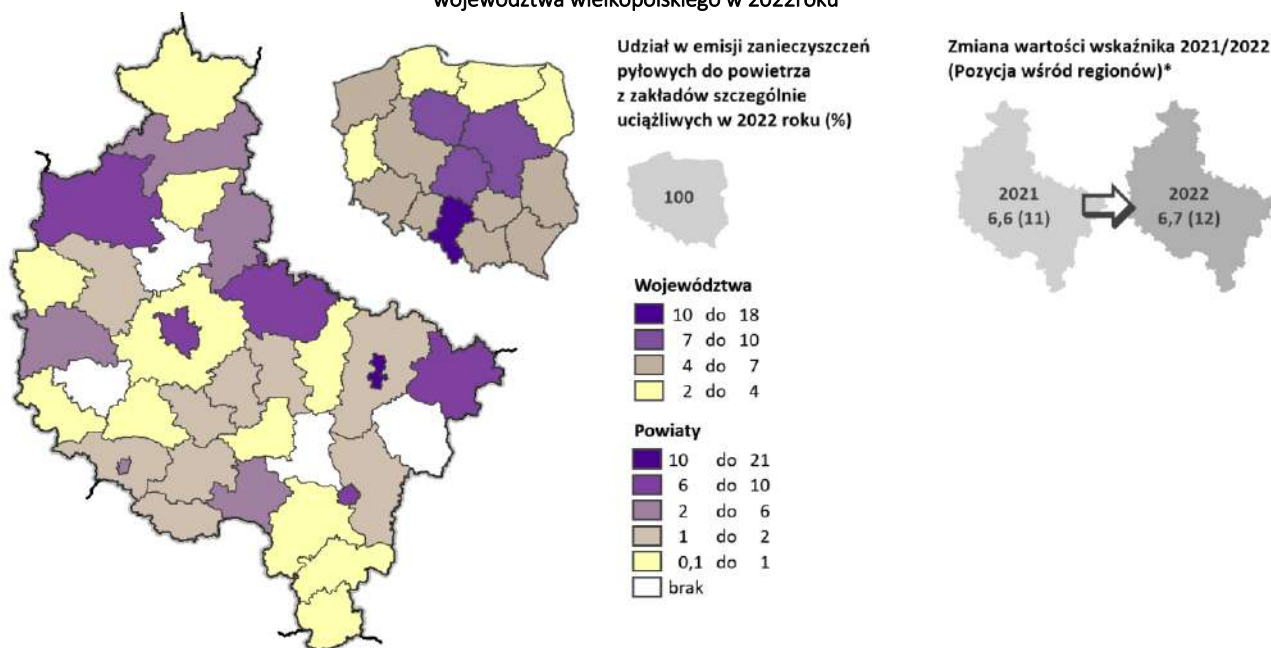 województwa wielkopolskiego w 2022roku
Udział w emisji zanieczyszczeń
pyłowych do powietrza
z zakładów szczególnie
uciążliwych w 2022 roku (%)
100
Województwa
10 do 18
7 do 10
4 do 7
2 do 4
Powiaty
10 do 21
6 do 10
2 do 6
1 do 2
0,1 do 1
brak
Zmiana wartości wskaźnika 2021/2022
(Pozycja wśród regionów)*
2021
6,6 (11)
2022
6,7 (12)